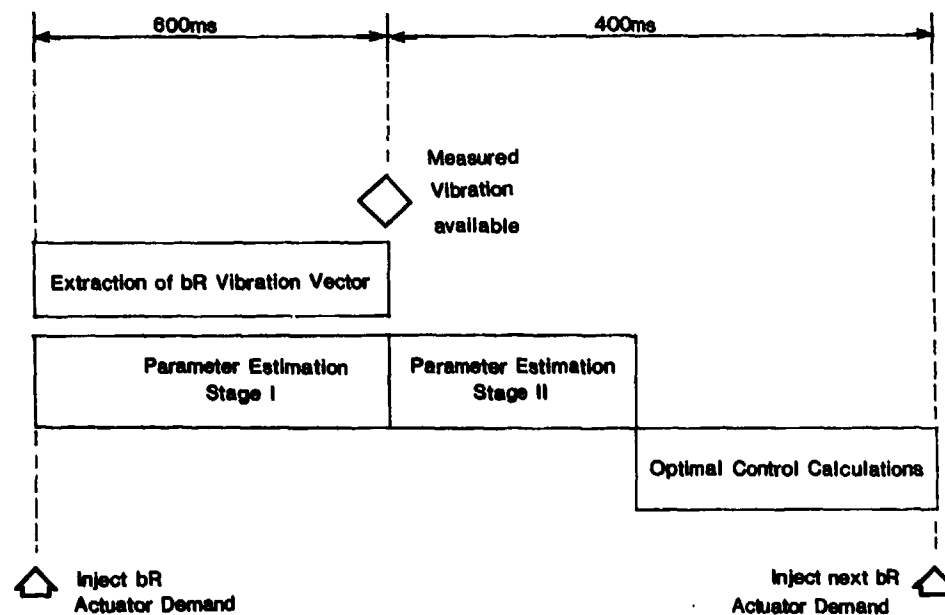 600ms
400ms
Measured
Vibration
available
Extraction of bR Vibration Vector
Parameter Estimation
Stage I
Parameter Estimation
Stage II
Optimal Control Calculations
Inject bR
Actuator Demand
Inject next bR
Actuator Demand